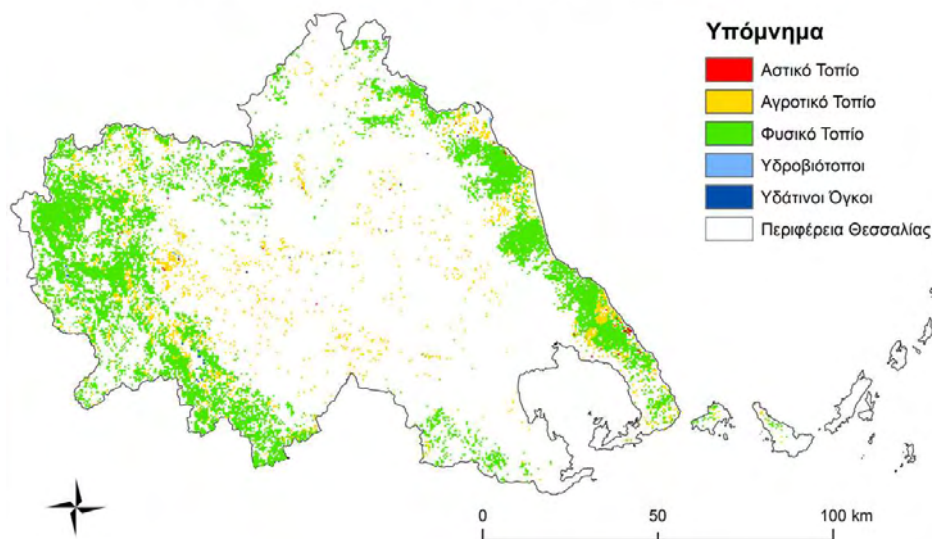 Υπόμνημα
Αστικό Τοπίο
Αγροτικό Τοπίο
Φυσικό Τοπίο
Υδροβιότοποι
Υδάτινοι Όγκοι
Περιφέρεια Θεσσαλίας
0 50 100 km